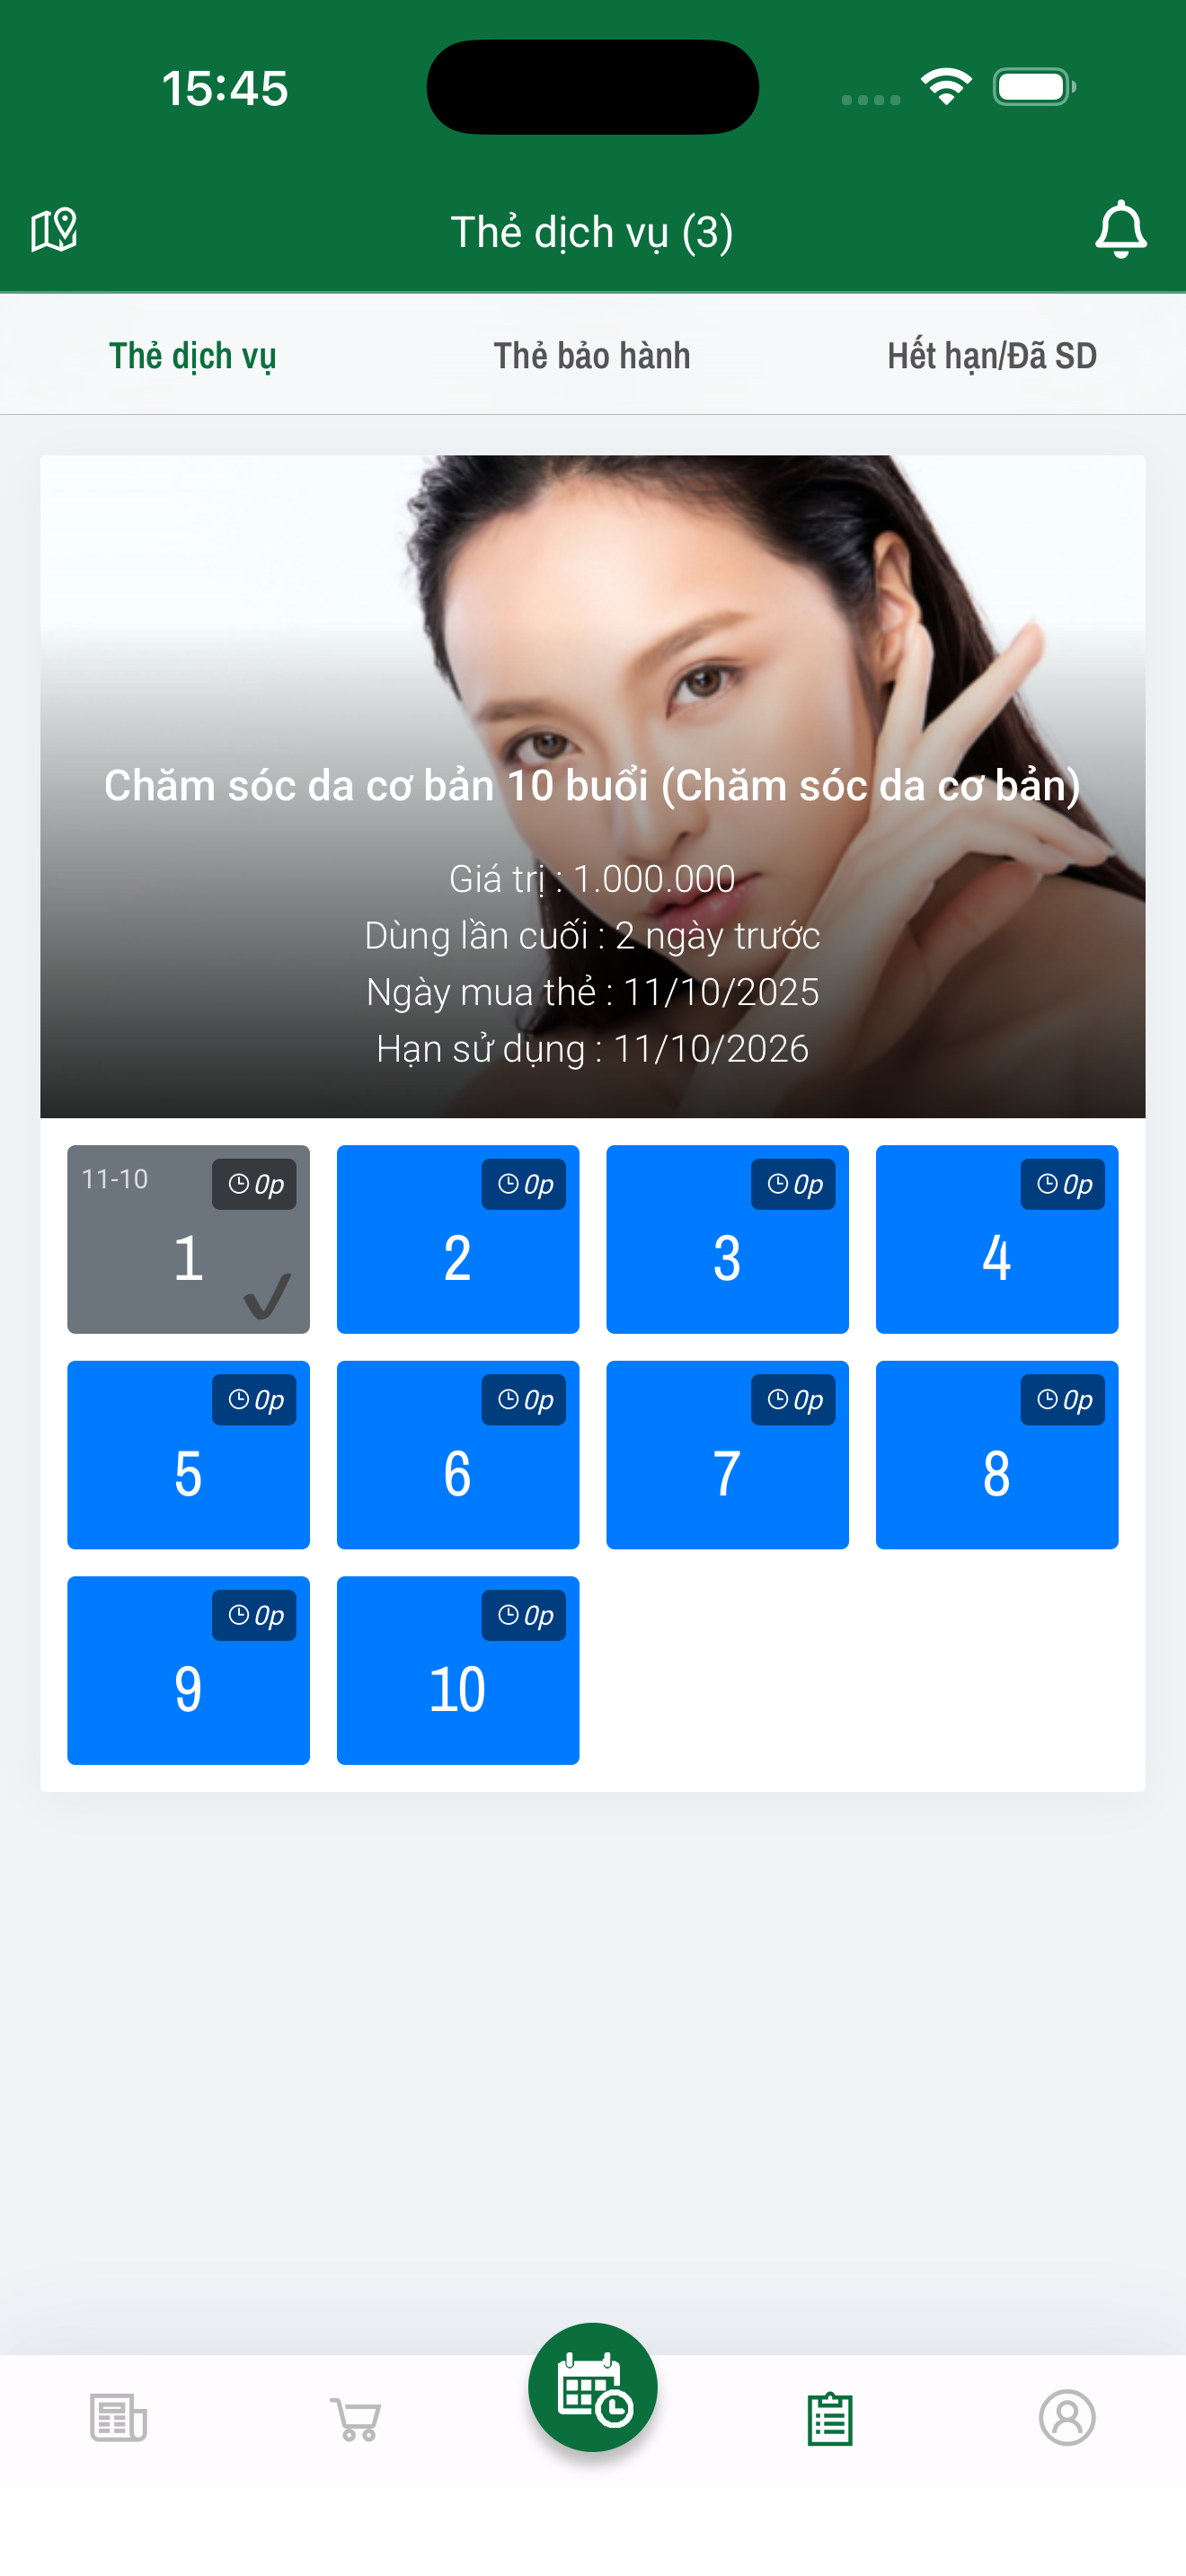 15:45
Thẻ dịch vụ (3)
Thẻ dịch vụ
Thẻ bảo hành
Hết hạn/Đã SD
Chăm sóc da cơ bản 10 buổi (Chăm sóc da cơ bản)
Giá trị : 1.000.000
Dùng lần cuối : 2 ngày trước
Ngày mua thẻ : 11/10/2025
Hạn sử dụng : 11/10/2026
11-10
0p
1
0p
2
0p
3
0p
4
0p
5
0p
6
0p
7
0p
8
0p
9
0p
10